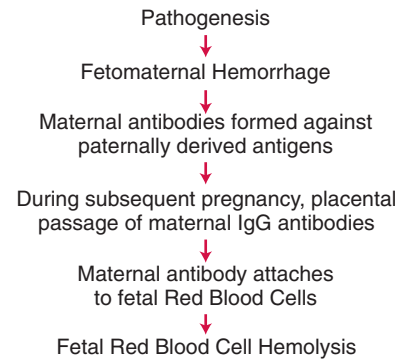 Pathogenesis
Fetomaternal Hemorrhage
Maternal antibodies formed against
paternally derived antigens
During subsequent pregnancy, placental
passage of maternal IgG antibodies
Maternal antibody attaches
to fetal Red Blood Cells
Fetal Red Blood Cell Hemolysis